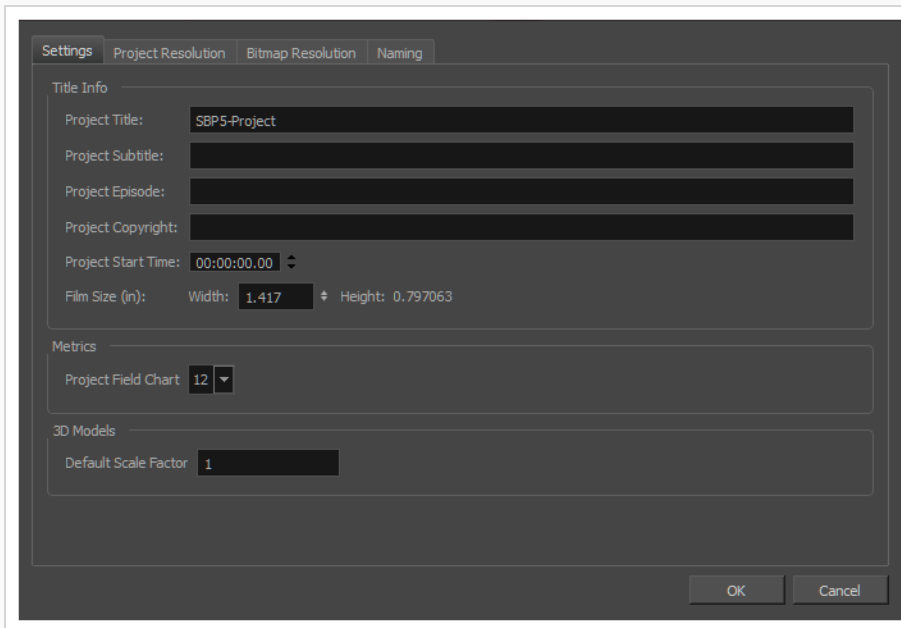 Settings Project Resolution Bitmap Resolution Naming
Title Info
Project Title: SBP5-Project
Project Subtitle:
Project Episode:
Project Copyright:
Project Start Time: 00:00:00.00
Film Size (in): Width: 1.417 Height: 0.797063
Metrics
Project Field Chart 12
3D Models
Default Scale Factor 1
OK Cancel